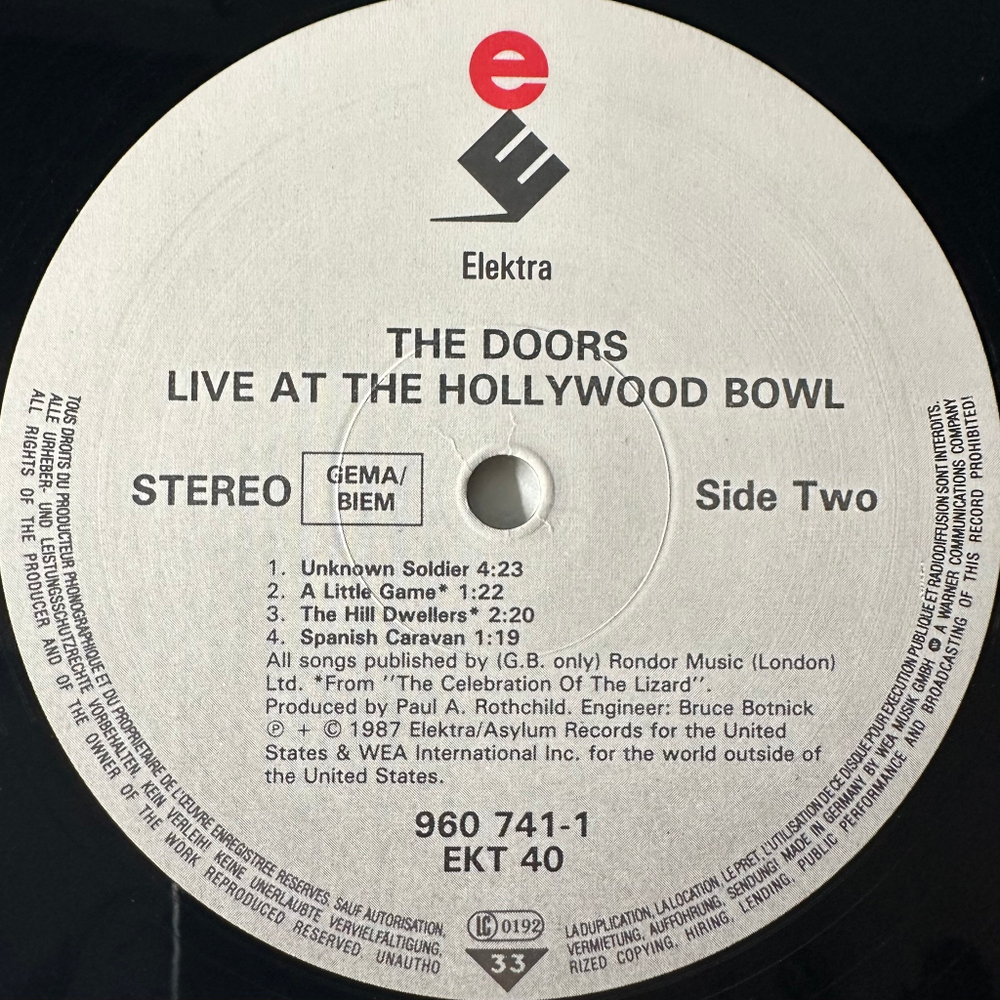 e
E
Elektra
THE DOORS
LIVE AT THE HOLLYWOOD BOWL
STEREO
GEMA/
BIEM
Side Two
1. Unknown Soldier 4:23
2. A Little Game* 1:22
3. The Hill Dwellers* 2:20
4. Spanish Caravan 1:19
All songs published by (G.B. only) Rondor Music (London)
Ltd. *From ''The Celebration Of The Lizard''.
Produced by Paul A. Rothchild. Engineer: Bruce Botnick
℗ + © 1987 Elektra/Asylum Records for the United
States & WEA International Inc. for the world outside of
the United States.
960 741-1
EKT 40
LC 0192
33
TOUS DROITS DU PRODUCTEUR PHONOGRAPHIQUE ET DU PROPRIETAIRE DE L'ŒUVRE ENREGISTREE RESERVES. SAUF AUTORISATION,
LA DUPLICATION, LA LOCATION, LE PRET, L'UTILISATION DE CE DISQUE POUR EXECUTION PUBLIQUE ET RADIODIFFUSION SONT INTERDITS.
ALLE URHEBER- UND LEISTUNGSSCHUTZRECHTE VORBEHALTEN. KEIN VERLEIH! KEINE UNERLAUBTE VERVIELFÄLTIGUNG,
VERMIETUNG, AUFFÜHRUNG, SENDUNG! MADE IN GERMANY BY WEA MUSIK GMBH A WARNER COMMUNICATIONS COMPANY
ALL RIGHTS OF THE PRODUCER AND OF THE OWNER OF THE WORK REPRODUCED RESERVED. UNAUTHO
RIZED COPYING, HIRING, LENDING, PUBLIC PERFORMANCE AND BROADCASTING OF THIS RECORD PROHIBITED!